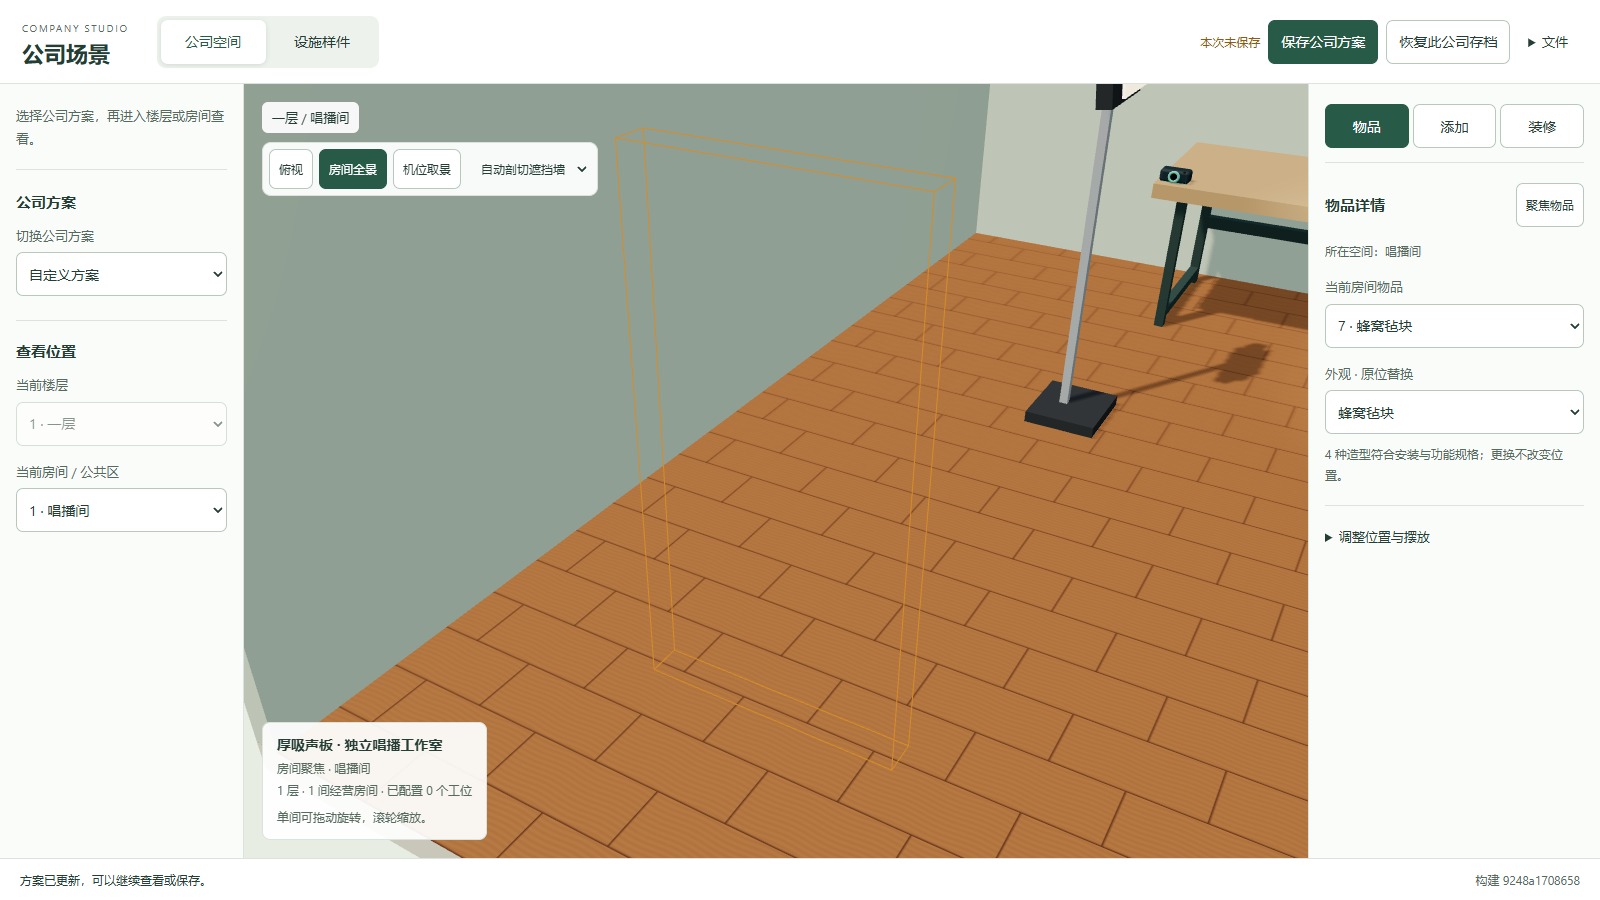 COMPANY STUDIO
公司场景
公司空间
设施样件
本次未保存
保存公司方案
恢复此公司存档
文件
选择公司方案，再进入楼层或房间查
看。
公司方案
切换公司方案
自定义方案
查看位置
当前楼层
1 · 一层
当前房间 / 公共区
1 · 唱播间
一层 / 唱播间
俯视
房间全景
机位取景
自动剖切遮挡墙
厚吸声板 · 独立唱播工作室
房间聚焦 · 唱播间
1 层 · 1 间经营房间 · 已配置 0 个工位
单间可拖动旋转，滚轮缩放。
物品
添加
装修
物品详情
聚焦物品
所在空间：唱播间
当前房间物品
7 · 蜂窝毡块
外观 · 原位替换
蜂窝毡块
4 种造型符合安装与功能规格；更换不改变位
置。
调整位置与摆放
方案已更新，可以继续查看或保存。
构建 9248a1708658